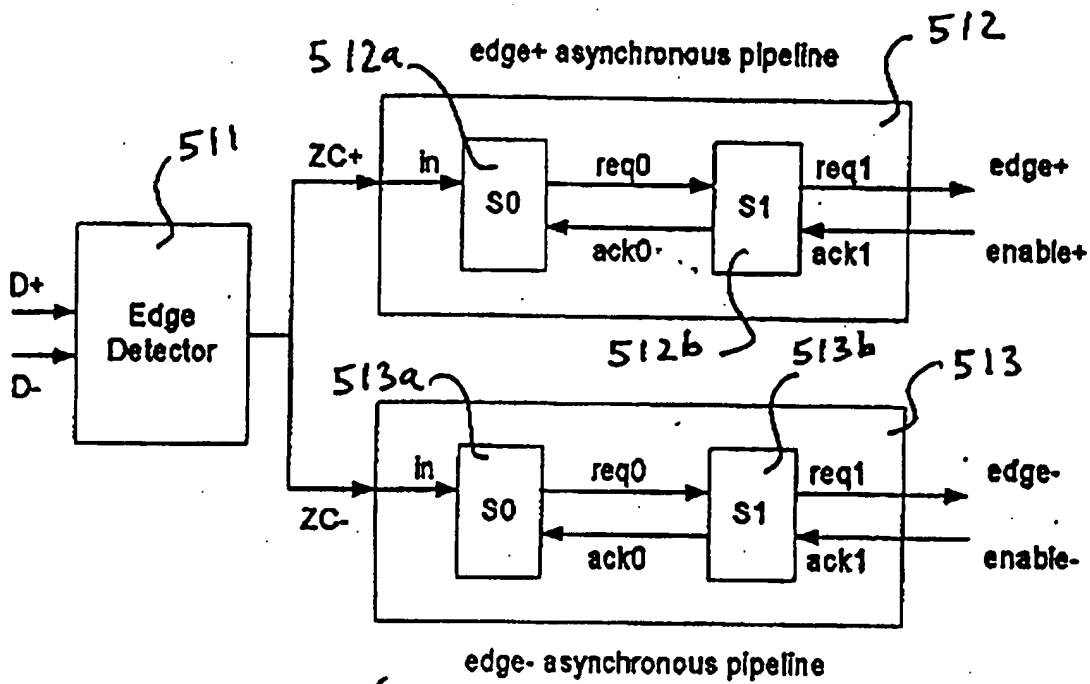 512
512a
edge+ asynchronous pipeline
511
ZC+
in
S0
req0
ack0
S1
req1
ack1
edge+
enable+
D+
D-
Edge
Detector
512b
513b
513a
513
in
ZC-
S0
req0
ack0
S1
req1
ack1
edge-
enable-
edge- asynchronous pipeline